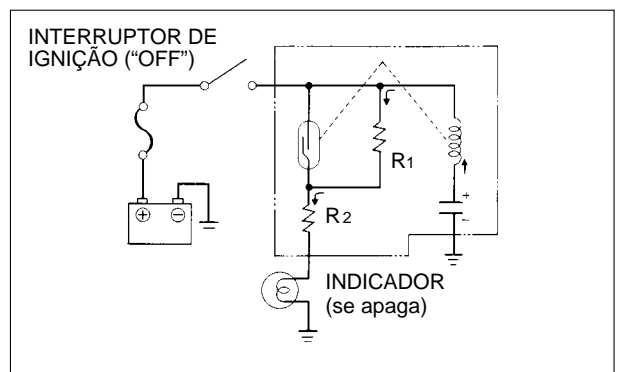 INTERRUPTOR DE
IGNIÇÃO (“OFF”)
R1
R2
+
−
⊕ ⊖
INDICADOR
(se apaga)